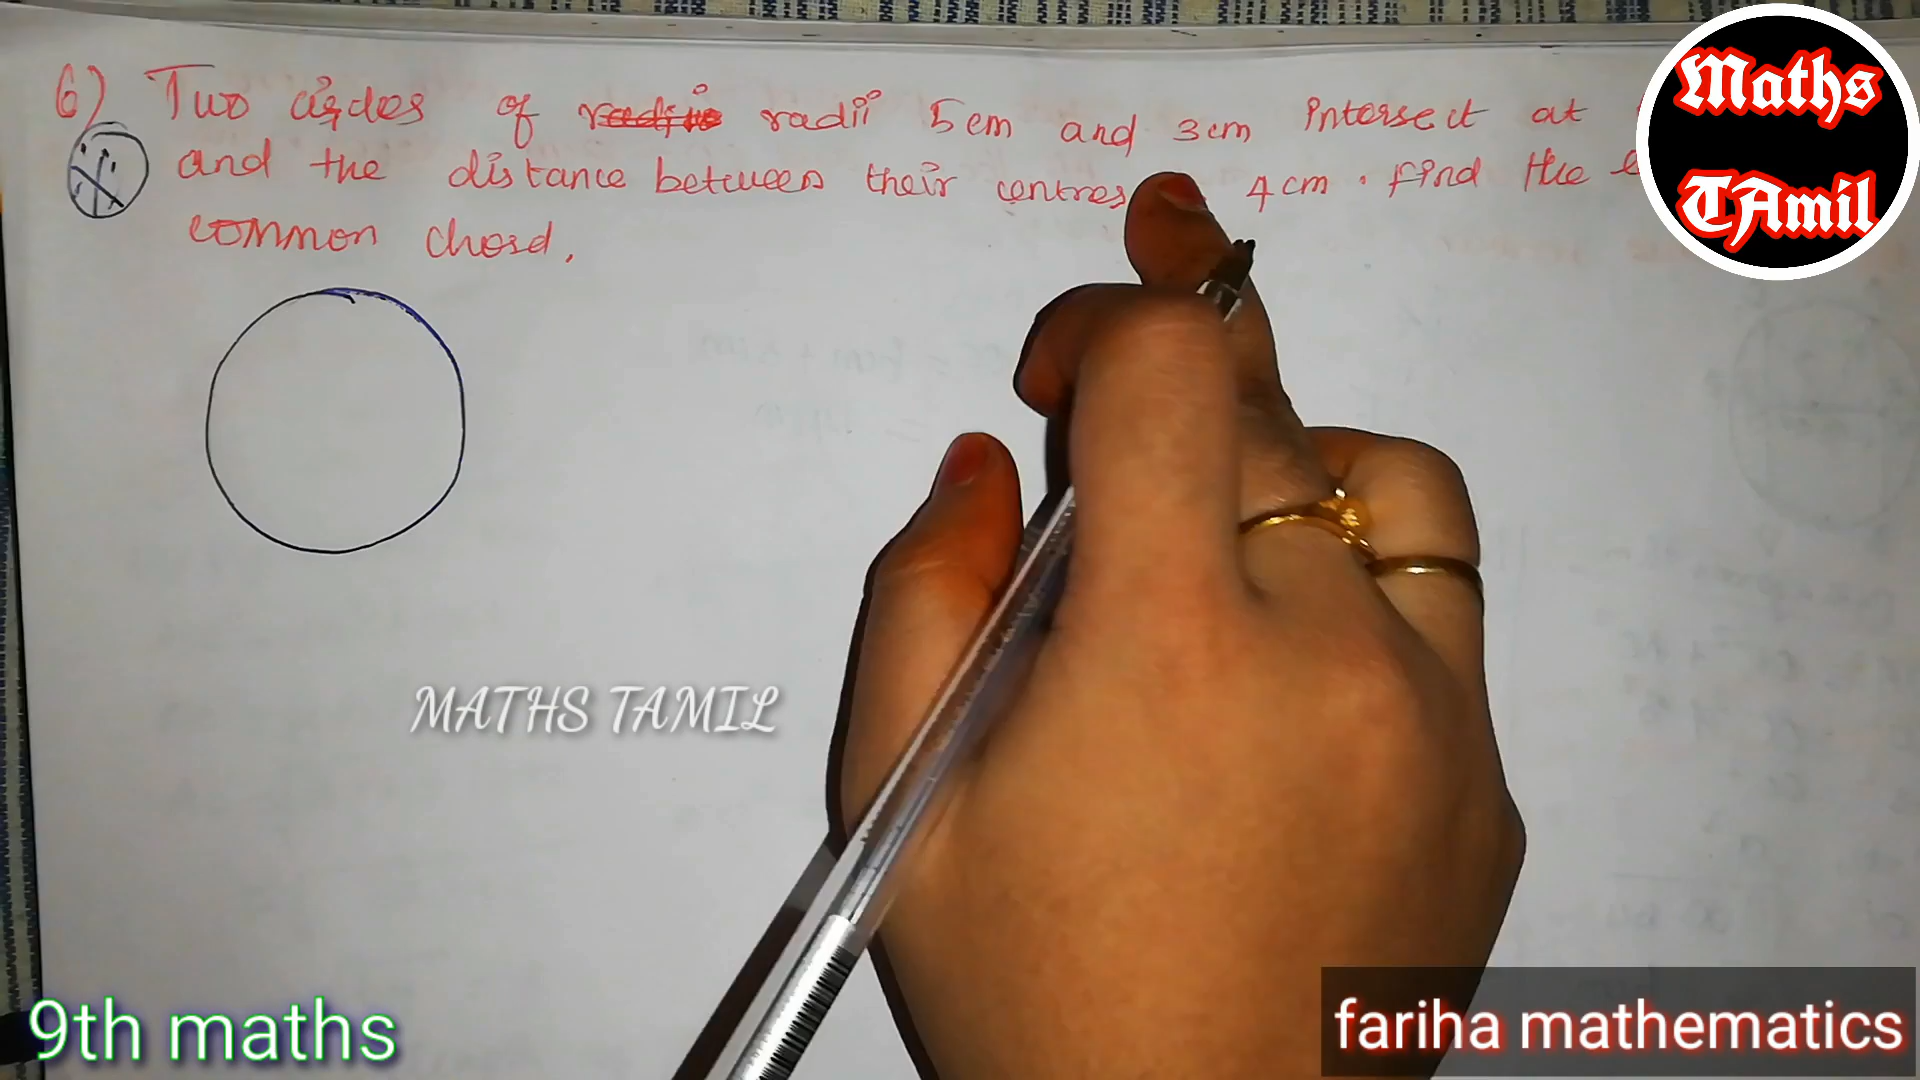 6) Two circles of radii 5cm and 3cm intersect at
and the distance between their centres 4cm. Find the
common chord.
Maths
TAmil
MATHS TAMIL
9th maths
fariha mathematics